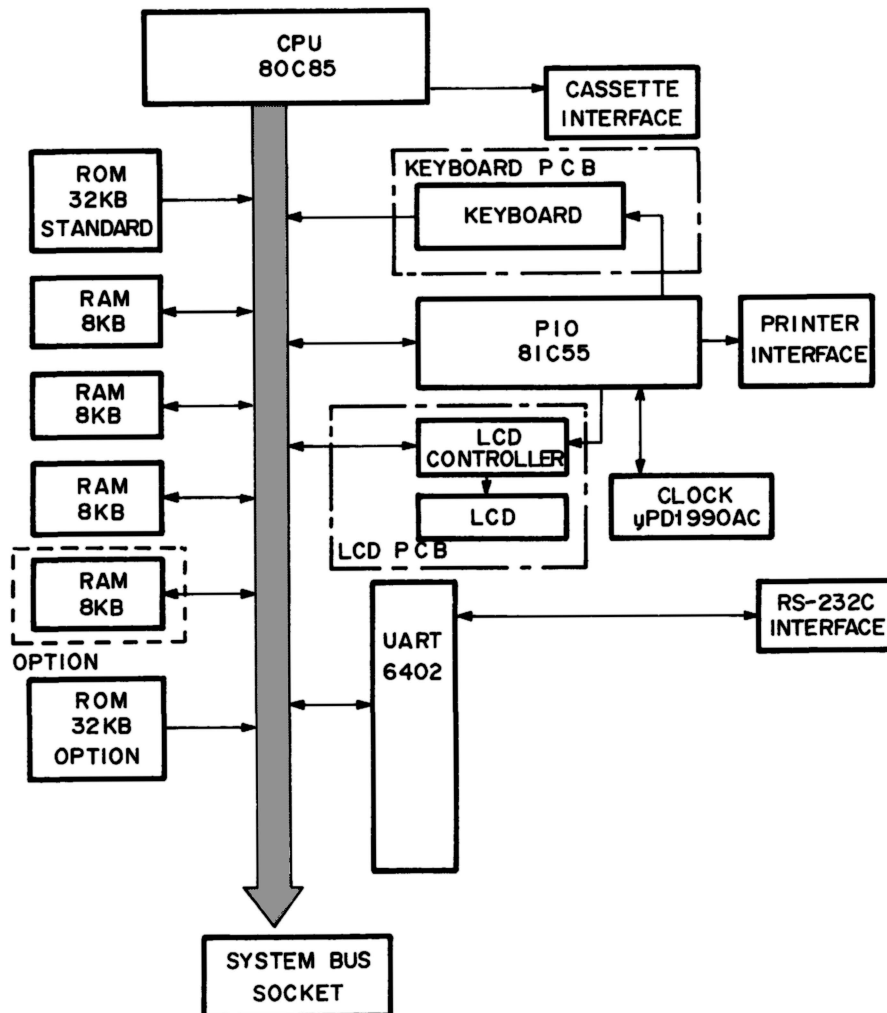 CPU
80C85
CASSETTE
INTERFACE
ROM
32KB
STANDARD
KEYBOARD PCB
KEYBOARD
RAM
8KB
PIO
81C55
PRINTER
INTERFACE
RAM
8KB
LCD
CONTROLLER
RAM
8KB
CLOCK
μPD1990AC
LCD
LCD PCB
RAM
8KB
OPTION
UART
6402
RS-232C
INTERFACE
ROM
32KB
OPTION
SYSTEM BUS
SOCKET